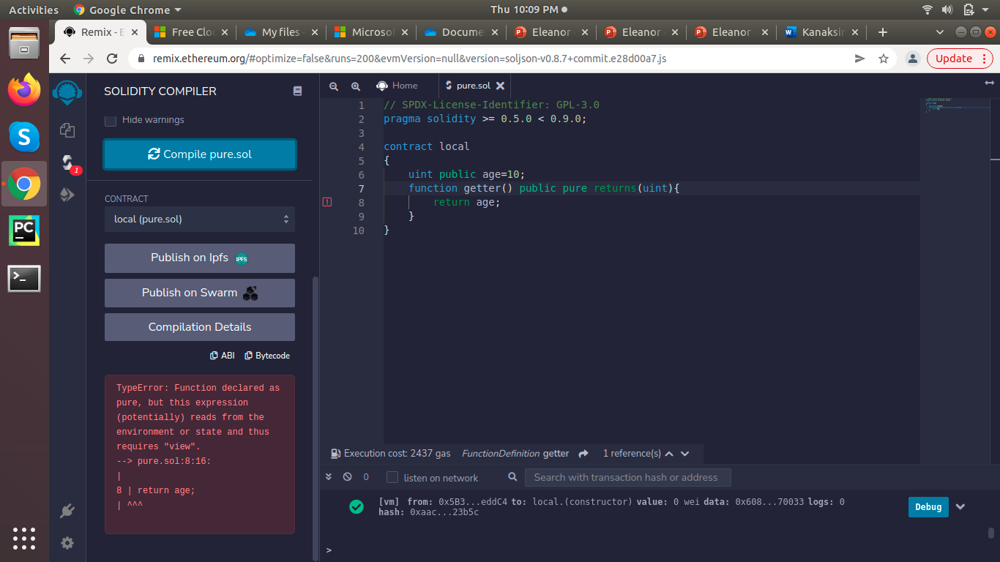 Activities Google Chrome Thu 10:09 PM
Remix - E Free Clou My files - Microsof Docume Eleanor - Eleanor - Eleanor - Kanaksin
remix.ethereum.org/#optimize=false&runs=200&evmVersion=null&version=soljson-v0.8.7+commit.e28d00a7.js Update
SOLIDITY COMPILER
Hide warnings
Compile pure.sol
1
CONTRACT
local (pure.sol)
Publish on Ipfs IPFS
Publish on Swarm
Compilation Details
ABI Bytecode
TypeError: Function declared as
pure, but this expression
(potentially) reads from the
environment or state and thus
requires "view".
--> pure.sol:8:16:
|
8 | return age;
| ^^^
PC
Home pure.sol
1 // SPDX-License-Identifier: GPL-3.0
2 pragma solidity >= 0.5.0 < 0.9.0;
3
4 contract local
5 {
6 uint public age=10;
7 function getter() public pure returns(uint){
8 return age;
9 }
10 }
Execution cost: 2437 gas FunctionDefinition getter 1 reference(s)
0 listen on network Search with transaction hash or address
[vm] from: 0x5B3...eddC4 to: local.(constructor) value: 0 wei data: 0x608...70033 logs: 0
hash: 0xaac...23b5c
Debug
>